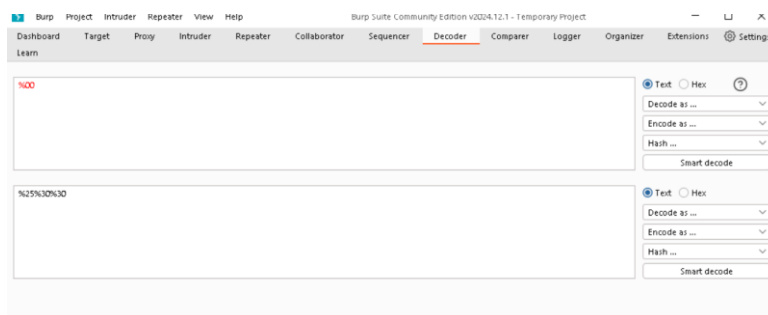 Burp Project Intruder Repeater View Help Burp Suite Community Edition v2024.12.1 - Temporary Project
Dashboard Target Proxy Intruder Repeater Collaborator Sequencer Decoder Comparer Logger Organizer Extensions Setting
Learn
%00
Text Hex ?
Decode as ...
Encode as ...
Hash ...
Smart decode
%25%30%30
Text Hex
Decode as ...
Encode as ...
Hash ...
Smart decode